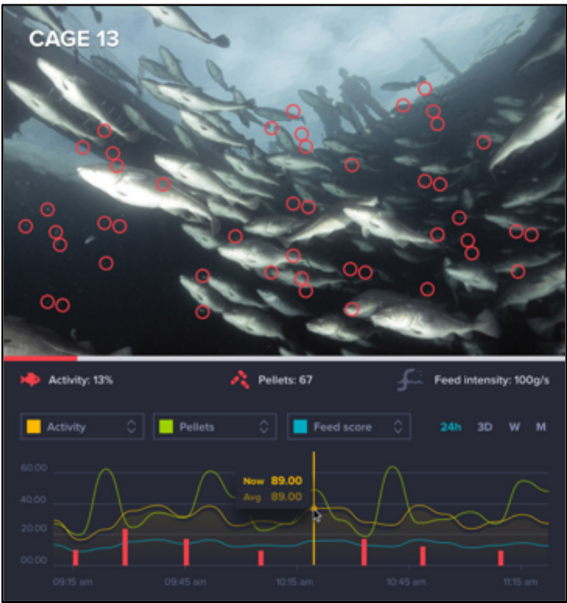 CAGE 13
Activity: 13%
Pellets: 67
Feed intensity: 100g/s
Activity
Pellets
Feed score
24h 3D W M
60.00
Now 89.00
Avg 89.00
40.00
20.00
00.00
09:15 am 09:45 am 10:15 am 10:45 am 11:15 am